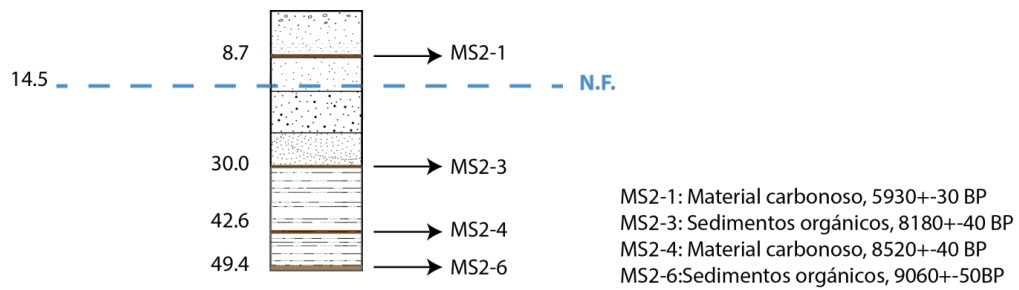 8.7 MS2-1
14.5 N.F.
30.0 MS2-3
42.6 MS2-4
49.4 MS2-6
MS2-1: Material carbonoso, 5930+-30 BP
MS2-3: Sedimentos orgánicos, 8180+-40 BP
MS2-4: Material carbonoso, 8520+-40 BP
MS2-6:Sedimentos orgánicos, 9060+-50BP